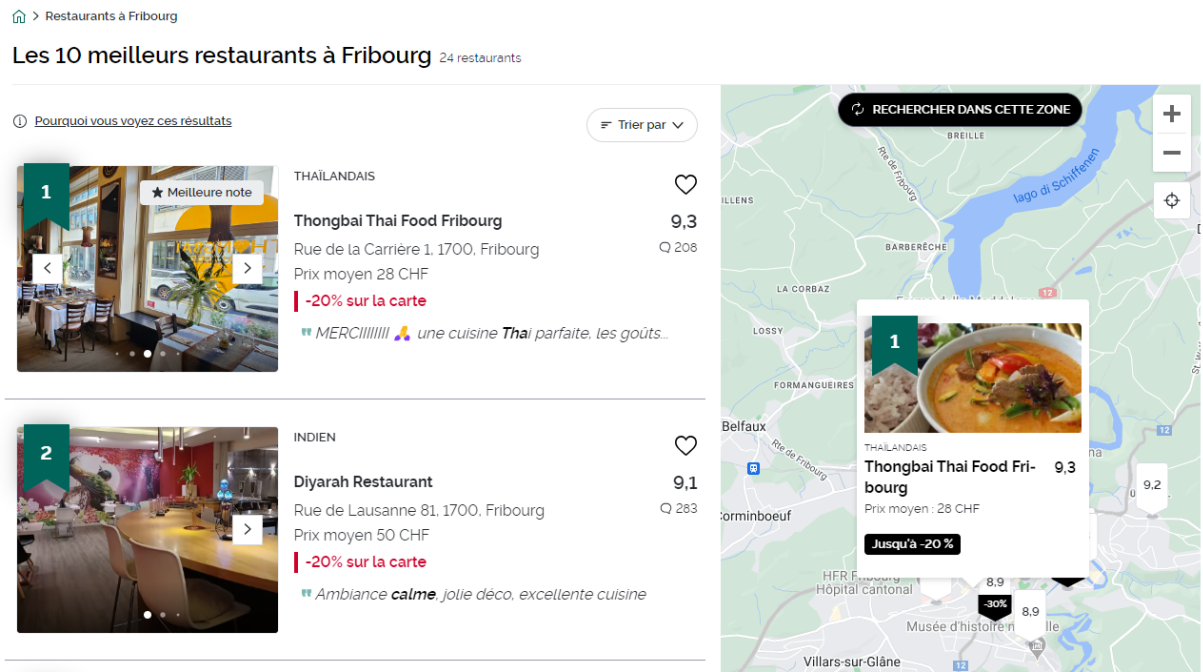 Restaurants à Fribourg
Les 10 meilleurs restaurants à Fribourg 24 restaurants
Pourquoi vous voyez ces résultats
Trier par
1
Meilleure note
THAÏLANDAIS
Thongbai Thai Food Fribourg
9,3
Rue de la Carrière 1, 1700, Fribourg
208
Prix moyen 28 CHF
-20% sur la carte
MERCIIIIIIII 🙏 une cuisine Thai parfaite, les goûts...
2
INDIEN
Diyarah Restaurant
9,1
Rue de Lausanne 81, 1700, Fribourg
283
Prix moyen 50 CHF
-20% sur la carte
Ambiance calme, jolie déco, excellente cuisine
RECHERCHER DANS CETTE ZONE
BREILLE
Rte de Fribourg
lago di Schiffenen
ILLENS
BARBERÊCHE
LA CORBAZ
12
LOSSY
FORMANGUEIRES
Belfaux
Rte de Fribourg
12
1
THAÏLANDAIS
Thongbai Thai Food Fri-
bourg
9,3
Prix moyen : 28 CHF
Jusqu'à -20 %
9,2
orminboeuf
HFR Fribourg
Hôpital cantonal
8,9
-30%
8,9
Musée d'histoire
Villars-sur-Glâne
12